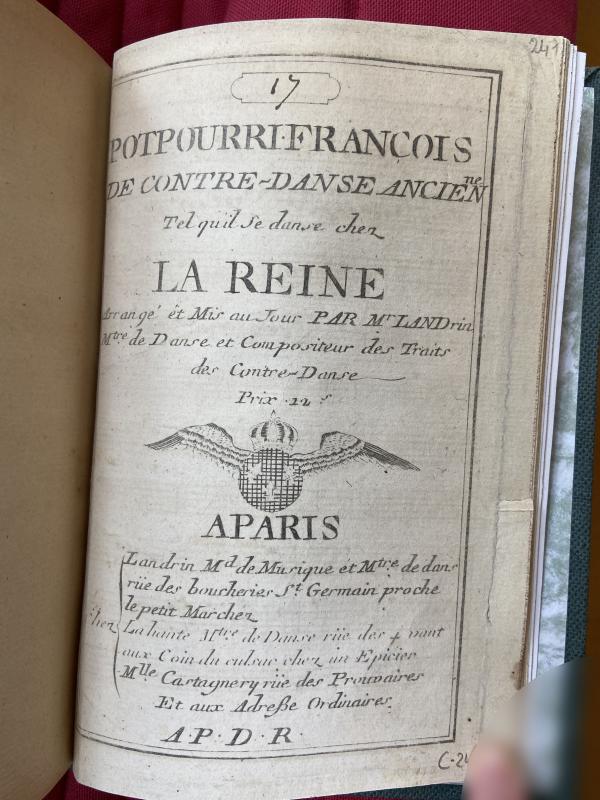 241
17
POTPOURRI·FRANÇOIS
DE CONTRE-DANSE ANCIENne
Tel qu'il Se danse chez
LA REINE
Arrangé êt Mis au Jour PAR Mr LANDrin
Mtre de Danse et Compositeur des Traits
des Contre-Danse
Prix 12 s
APARIS
Landrin Md de Musique et Mtre de dans
rüe des boucheries St Germain proche
le petit Marchez
Chez La hante Mtre de Danse rüe des 4 vant
aux Coin du culsac chez un Epicier
Mlle Castagnery rüe des Prouvaires
Et aux Adreße Ordinaires
A·P·D·R·